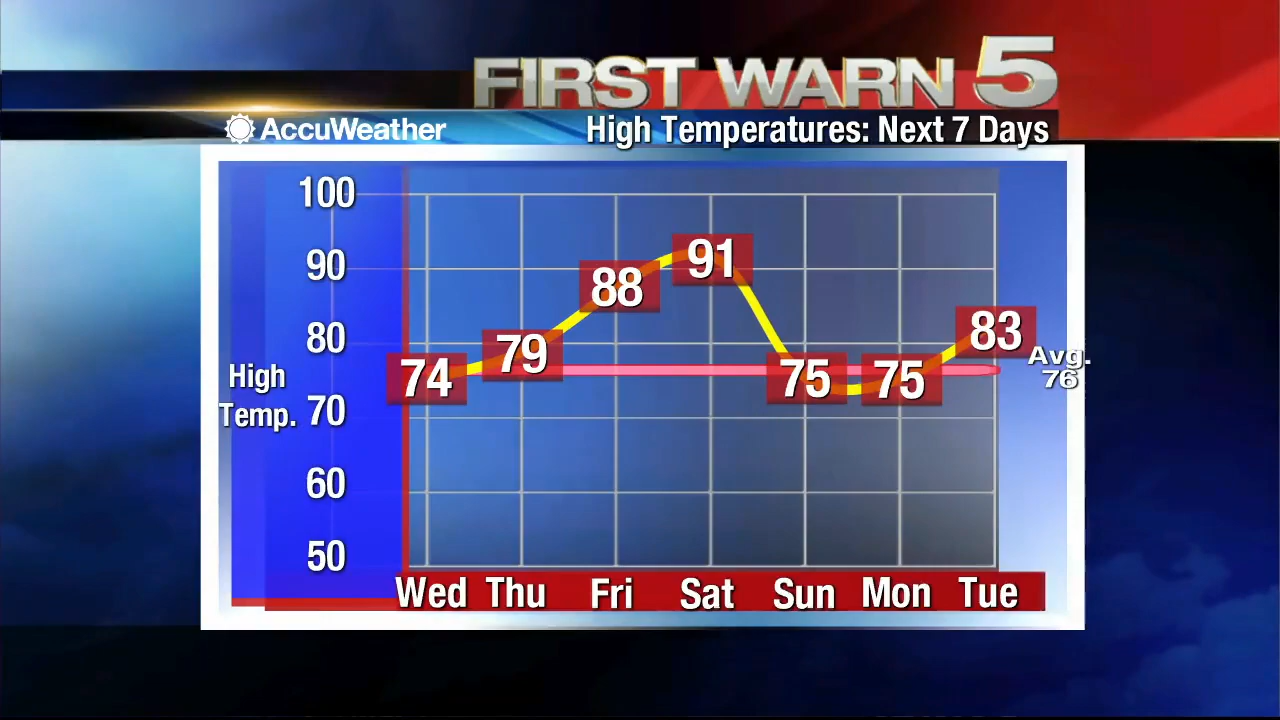 FIRST WARN 5
AccuWeather
High Temperatures: Next 7 Days
100
90
80
70
60
50
High
Temp.
74
79
88
91
75
75
83
Avg.
76
Wed Thu Fri Sat Sun Mon Tue